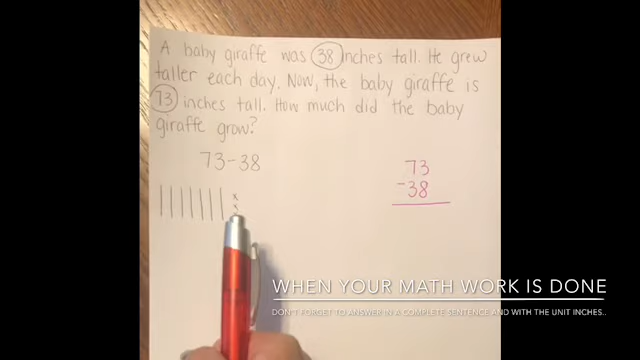 A baby giraffe was 38 inches tall. He grew
taller each day. Now, the baby giraffe is
73 inches tall. How much did the baby
giraffe grow?
73-38
73
-38
WHEN YOUR MATH WORK IS DONE
DON'T FORGET TO ANSWER IN A COMPLETE SENTENCE AND WITH THE UNIT INCHES..